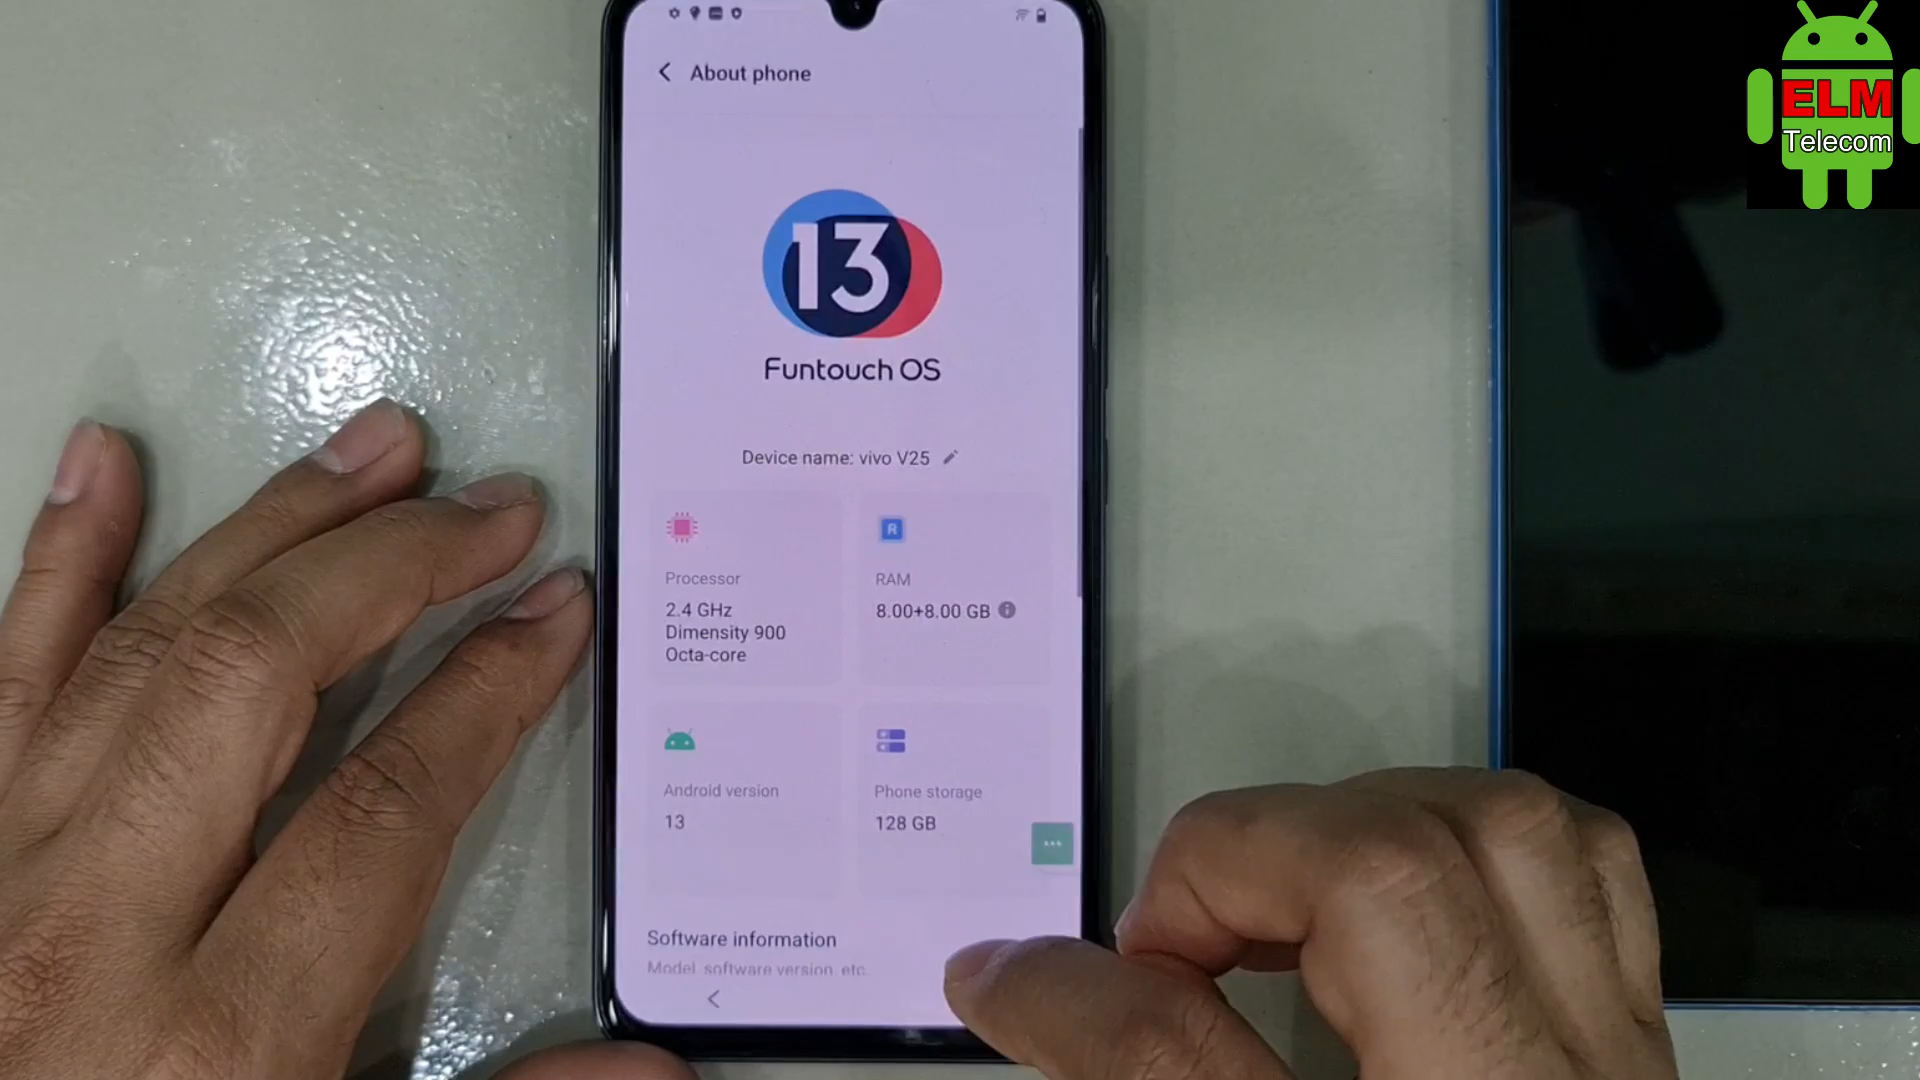 About phone
13
Funtouch OS
Device name: vivo V25
Processor
2.4 GHz
Dimensity 900
Octa-core
R
RAM
8.00+8.00 GB
Android version
13
Phone storage
128 GB
Software information
Model, software version, etc.
ELM
Telecom